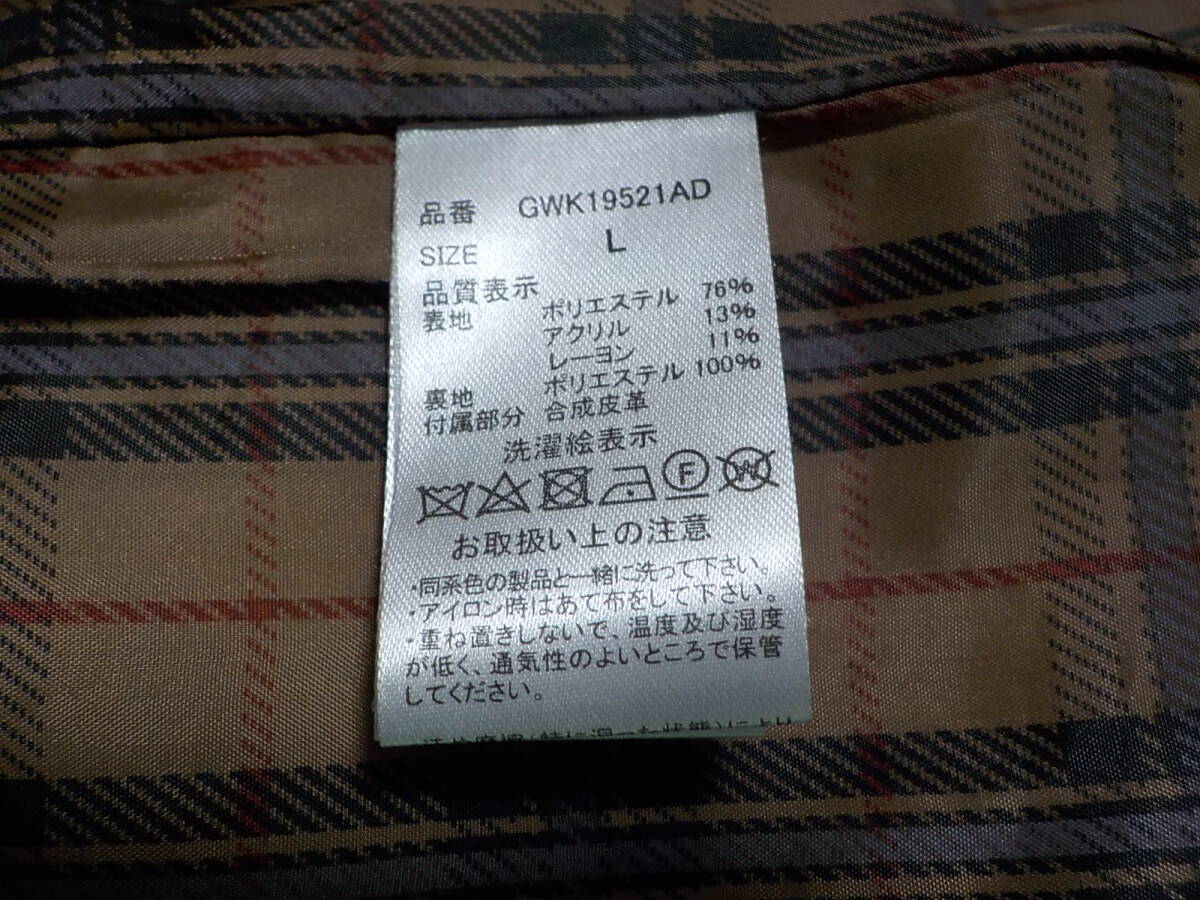 品番 GWK19521AD
SIZE L
品質表示
表地 ポリエステル 76%
アクリル 13%
レーヨン 11%
裏地 ポリエステル 100%
付属部分 合成皮革
洗濯絵表示
F W
お取扱い上の注意
・同系色の製品と一緒に洗って下さい。
・アイロン時はあて布をして下さい。
・重ね置きしないで、温度及び湿度
が低く、通気性のよいところで保管
してください。